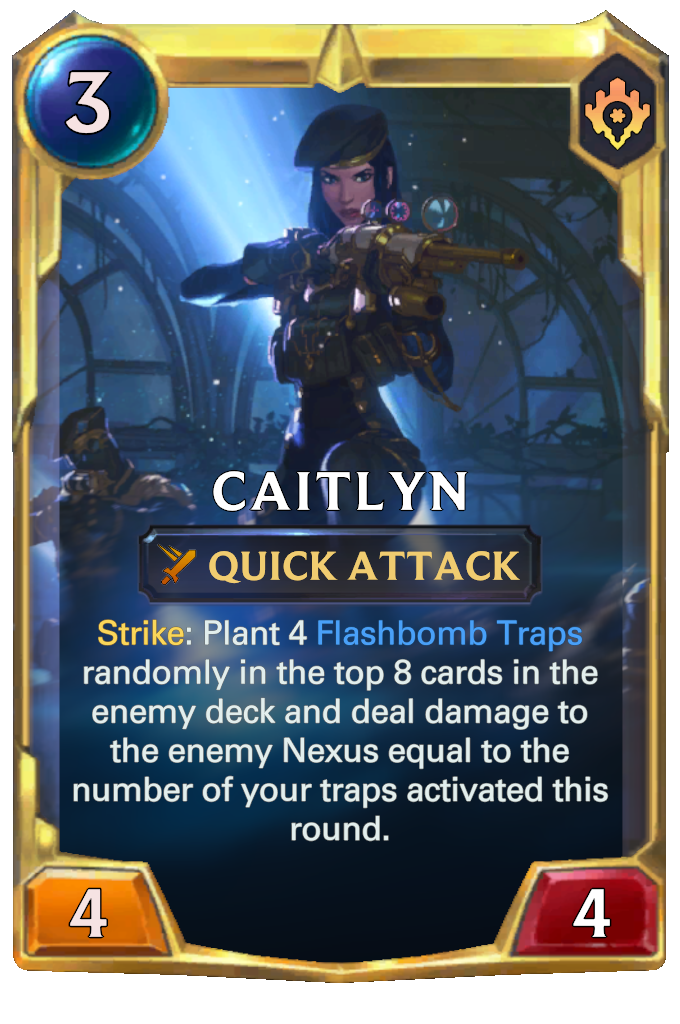 3
CAITLYN
QUICK ATTACK
Strike: Plant 4 Flashbomb Traps
randomly in the top 8 cards in the
enemy deck and deal damage to
the enemy Nexus equal to the
number of your traps activated this
round.
4
4